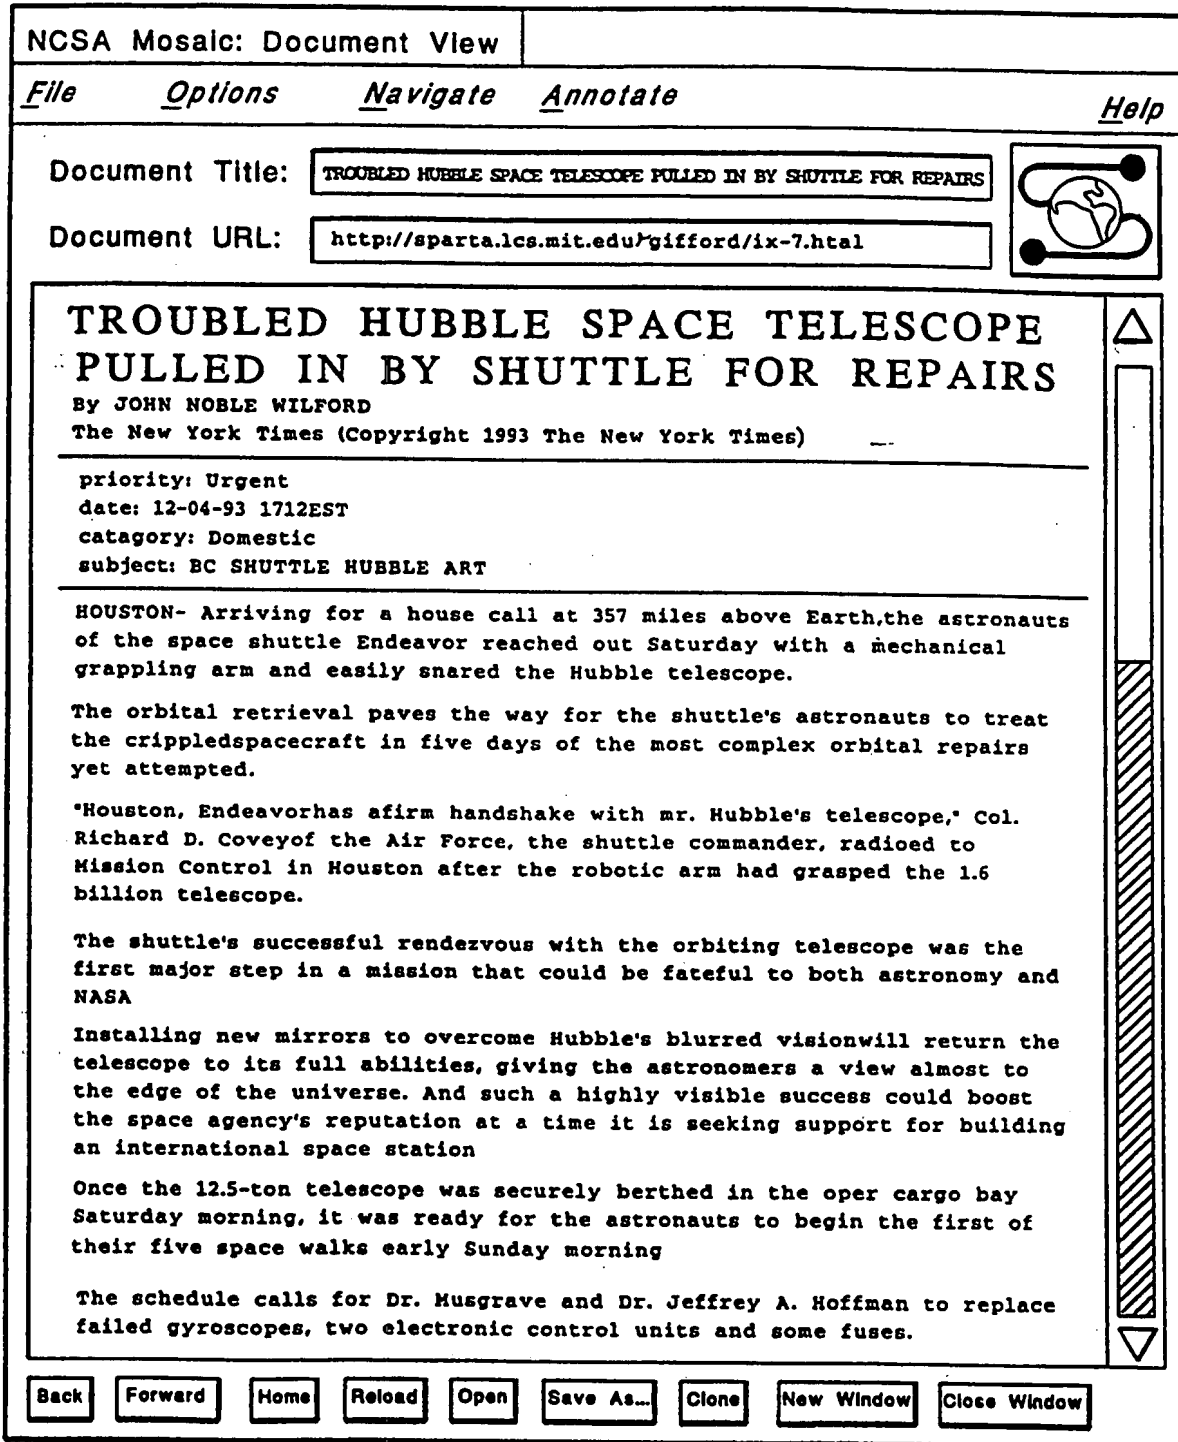 NCSA Mosaic: Document View
File Options Navigate Annotate Help
Document Title: TROUBLED HUBBLE SPACE TELESCOPE PULLED IN BY SHUTTLE FOR REPAIRS
Document URL: http://sparta.lcs.mit.edu/~gifford/ix-7.htal
TROUBLED HUBBLE SPACE TELESCOPE
PULLED IN BY SHUTTLE FOR REPAIRS
By JOHN NOBLE WILFORD
The New York Times (Copyright 1993 The New York Times)
priority: Urgent
date: 12-04-93 1712EST
catagory: Domestic
subject: BC SHUTTLE HUBBLE ART
HOUSTON- Arriving for a house call at 357 miles above Earth,the astronauts
of the space shuttle Endeavor reached out Saturday with a mechanical
grappling arm and easily snared the Hubble telescope.
The orbital retrieval paves the way for the shuttle's astronauts to treat
the crippledspacecraft in five days of the most complex orbital repairs
yet attempted.
"Houston, Endeavorhas afirm handshake with mr. Hubble's telescope," Col.
Richard D. Coveyof the Air Force, the shuttle commander, radioed to
Mission Control in Houston after the robotic arm had grasped the 1.6
billion telescope.
The shuttle's successful rendezvous with the orbiting telescope was the
first major step in a mission that could be fateful to both astronomy and
NASA
Installing new mirrors to overcome Hubble's blurred visionwill return the
telescope to its full abilities, giving the astronomers a view almost to
the edge of the universe. And such a highly visible success could boost
the space agency's reputation at a time it is seeking support for building
an international space station
Once the 12.5-ton telescope was securely berthed in the oper cargo bay
Saturday morning, it was ready for the astronauts to begin the first of
their five space walks early Sunday morning
The schedule calls for Dr. Musgrave and Dr. Jeffrey A. Hoffman to replace
failed gyroscopes, two electronic control units and some fuses.
Back Forward Home Reload Open Save As... Clone New Window Close Window